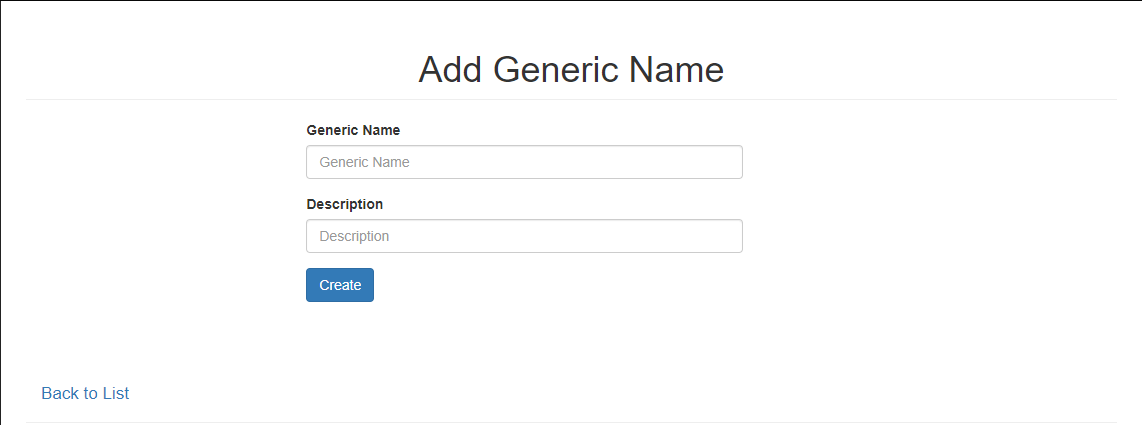 Add Generic Name
Generic Name
Generic Name
Description
Description
Create
Back to List